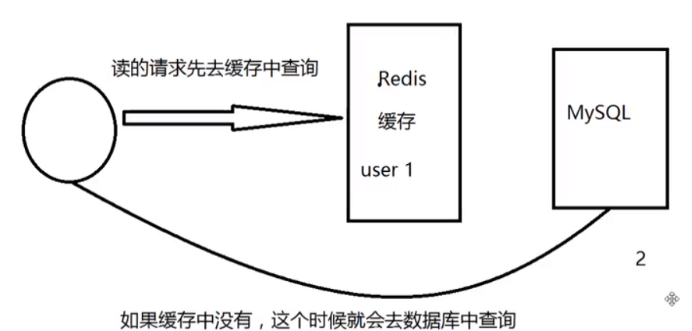 读的请求先去缓存中查询
Redis
缓存
user 1
MySQL
2
如果缓存中没有，这个时候就会去数据库中查询